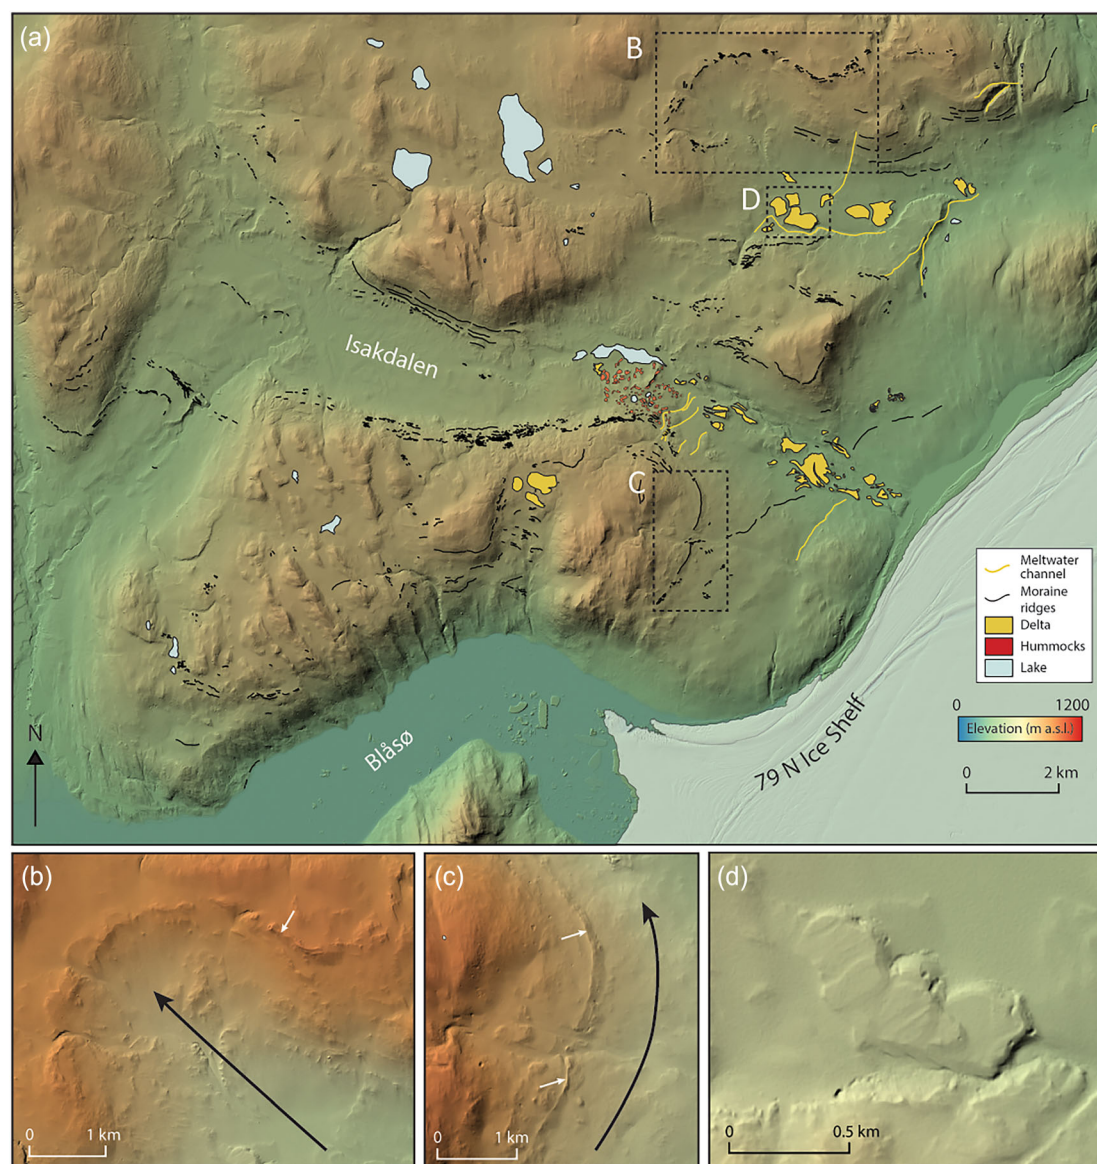 (a)
B
D
Isakdalen
C
Meltwater
channel
Moraine
ridges
Delta
Hummocks
Lake
0 1200
Elevation (m a.s.l.)
0 2 km
N
Blåsø
79 N Ice Shelf
(b)
0 1 km
(c)
0 1 km
(d)
0 0.5 km